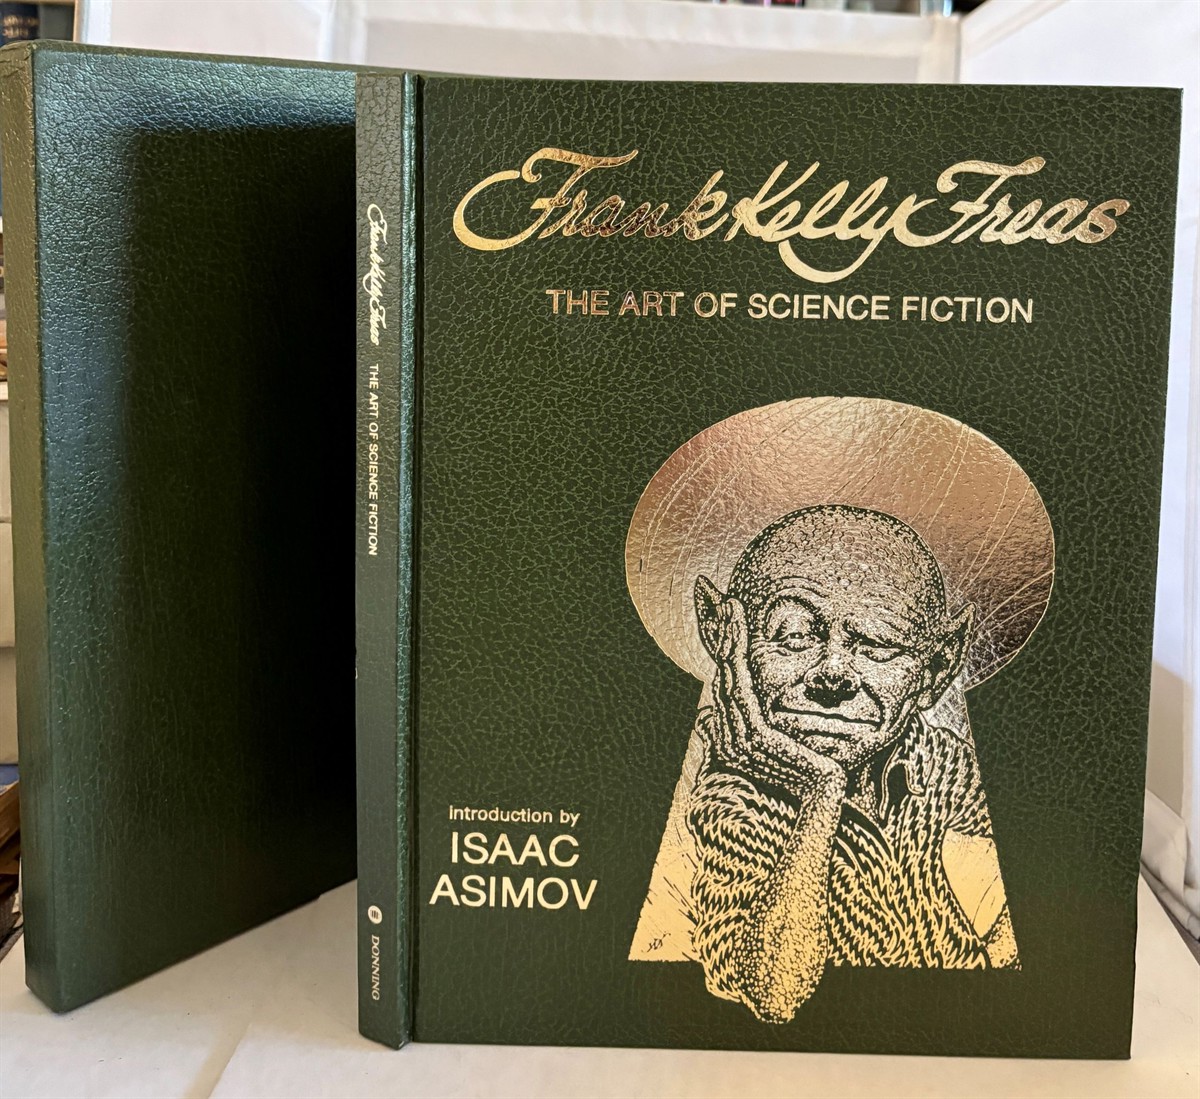 Frank Kelly Freas
THE ART OF SCIENCE FICTION
introduction by
ISAAC
ASIMOV
Frank Kelly Freas THE ART OF SCIENCE FICTION DONNING